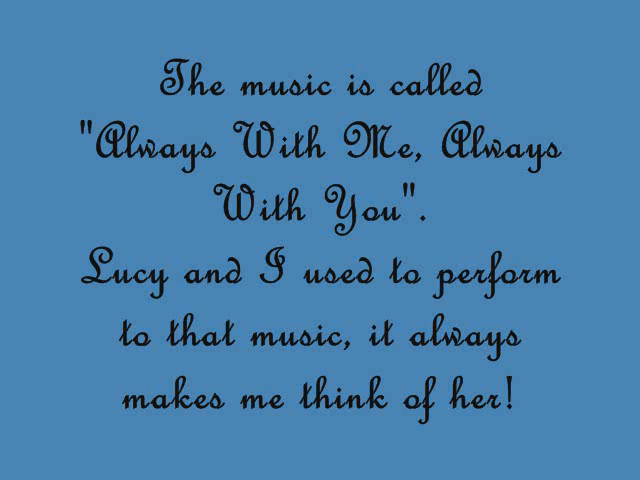 The music is called
"Always With Me, Always
With You".
Lucy and I used to perform
to that music, it always
makes me think of her!